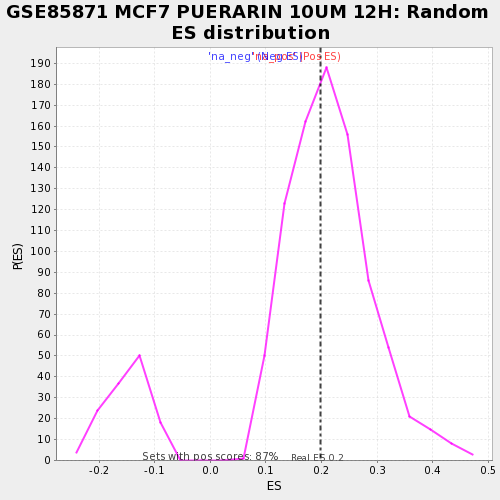 GSE85871 MCF7 PUERARIN 10UM 12H: Random
ES distribution
'na_neg' (Neg ES) 'na_pos' (Pos ES)
190
180
170
160
150
140
130
120
110
100
90
80
70
60
50
40
30
20
10
0
P(ES)
Sets with pos scores: 87%
Real ES 0.2
-0.2 -0.1 0.0 0.1 0.2 0.3 0.4 0.5
ES